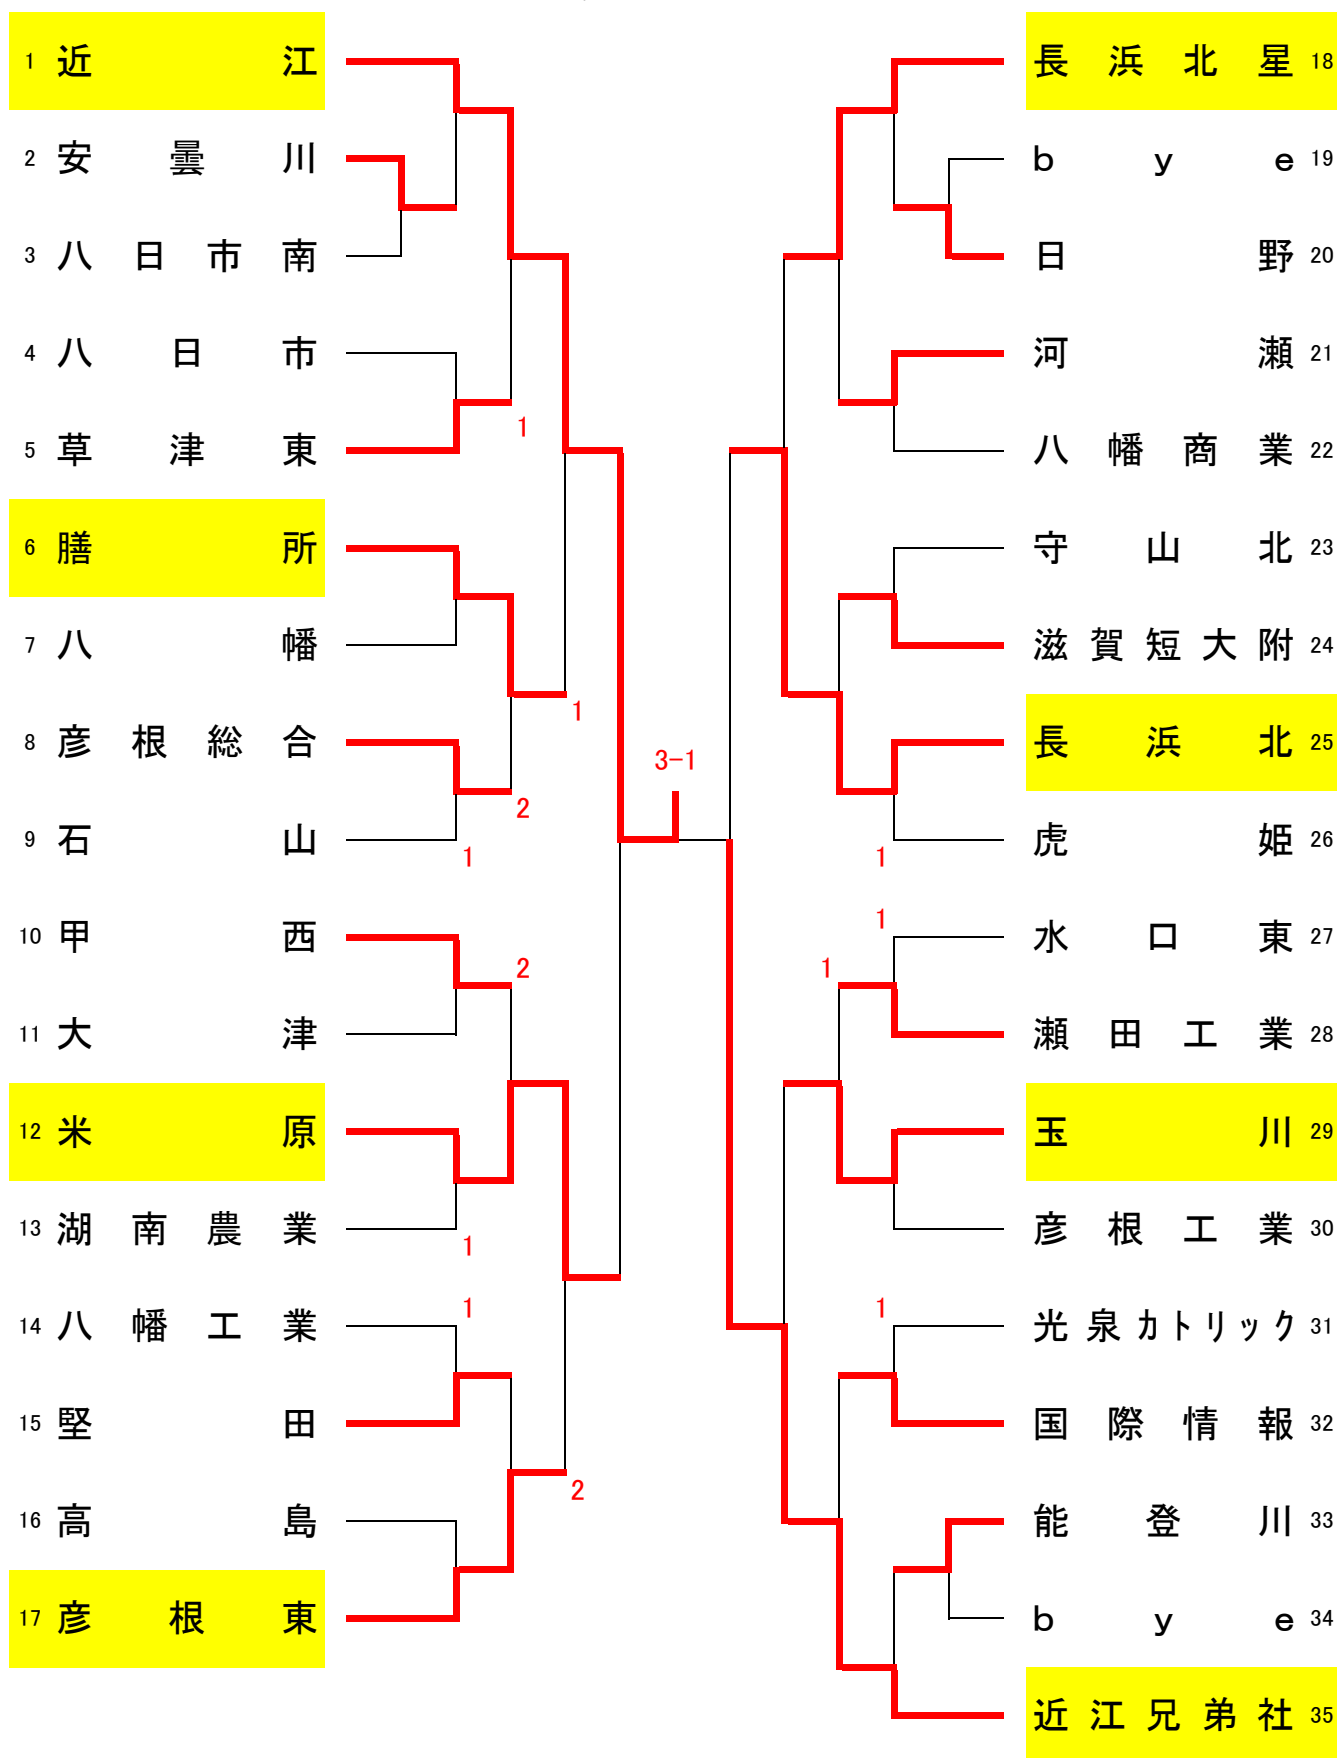 1 近江
2 安曇川
3 八日市南
4 八日市
5 草津東
1
6 膳所
7 八幡
1
8 彦根総合
2
9 石山
1
10 甲西
2
11 大津
12 米原
13 湖南農業
1
14 八幡工業
1
15 堅田
2
16 高島
17 彦根東
3-1
長浜北星 18
bye 19
日野 20
河瀬 21
八幡商業 22
守山北 23
滋賀短大附 24
長浜北 25
虎姫 26
1
水口東 27
1
1
瀬田工業 28
玉川 29
彦根工業 30
光泉カトリック 31
1
国際情報 32
能登川 33
bye 34
近江兄弟社 35